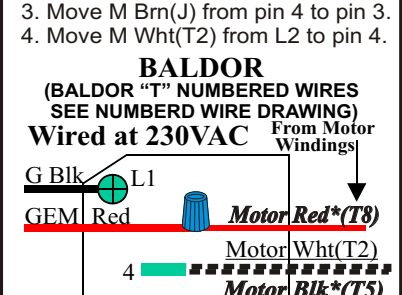 3. Move M Brn(J) from pin 4 to pin 3.
4. Move M Wht(T2) from L2 to pin 4.
BALDOR
(BALDOR “T” NUMBERED WIRES
SEE NUMBERD WIRE DRAWING)
Wired at 230VAC
From Motor
Windings
G Blk
L1
GEM Red
Motor Red*(T8)
Motor Wht(T2)
4
Motor Blk*(T5)